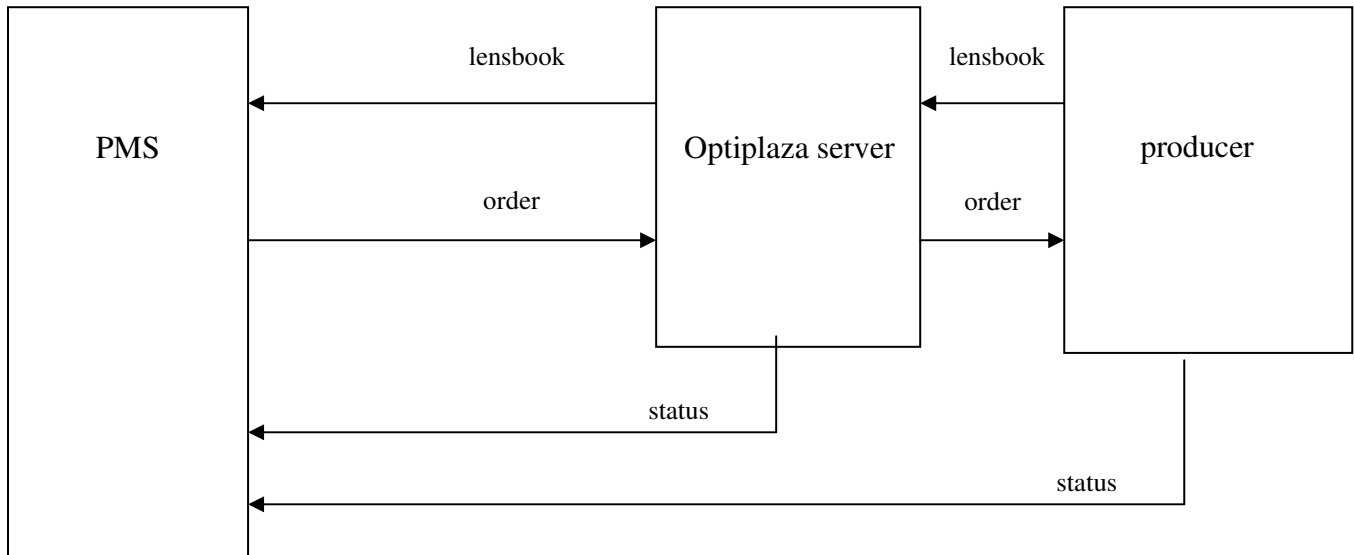 lensbook
lensbook
PMS
Optiplaza server
producer
order
order
status
status